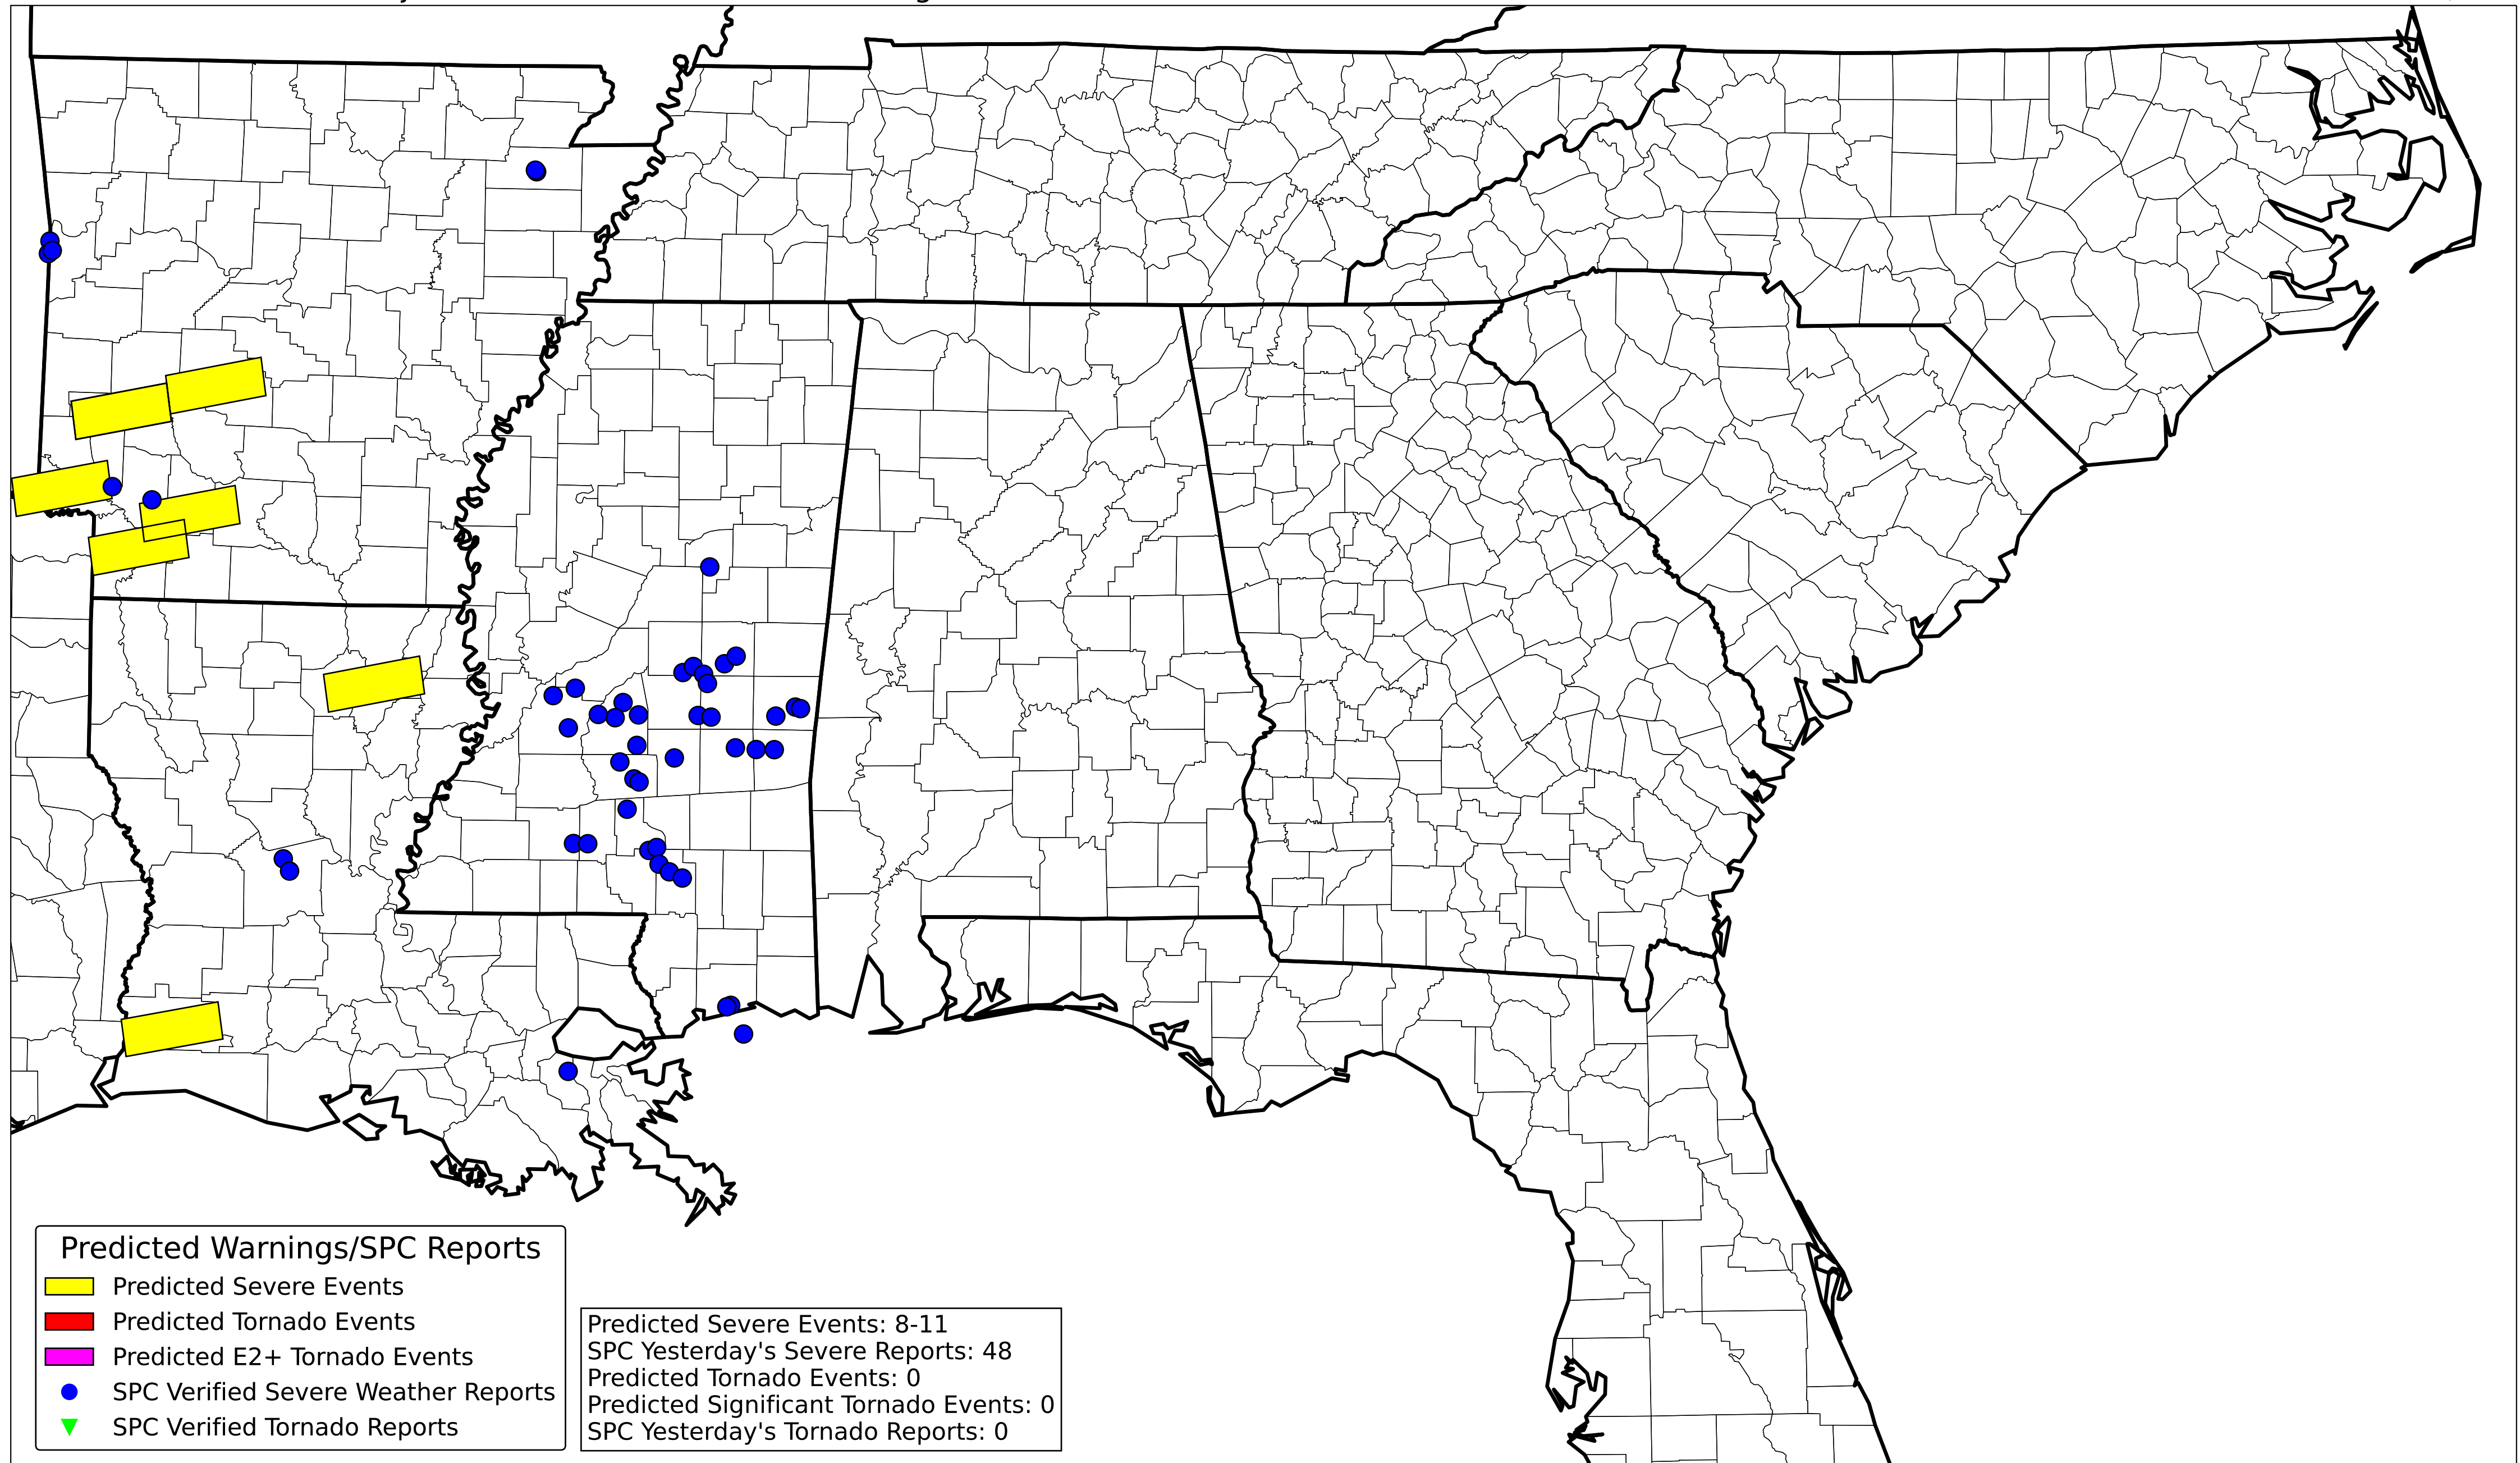 Predicted Warnings/SPC Reports
Predicted Severe Events
Predicted Tornado Events
Predicted E2+ Tornado Events
SPC Verified Severe Weather Reports
SPC Verified Tornado Reports
Predicted Severe Events: 8-11
SPC Yesterday's Severe Reports: 48
Predicted Tornado Events: 0
Predicted Significant Tornado Events: 0
SPC Yesterday's Tornado Reports: 0